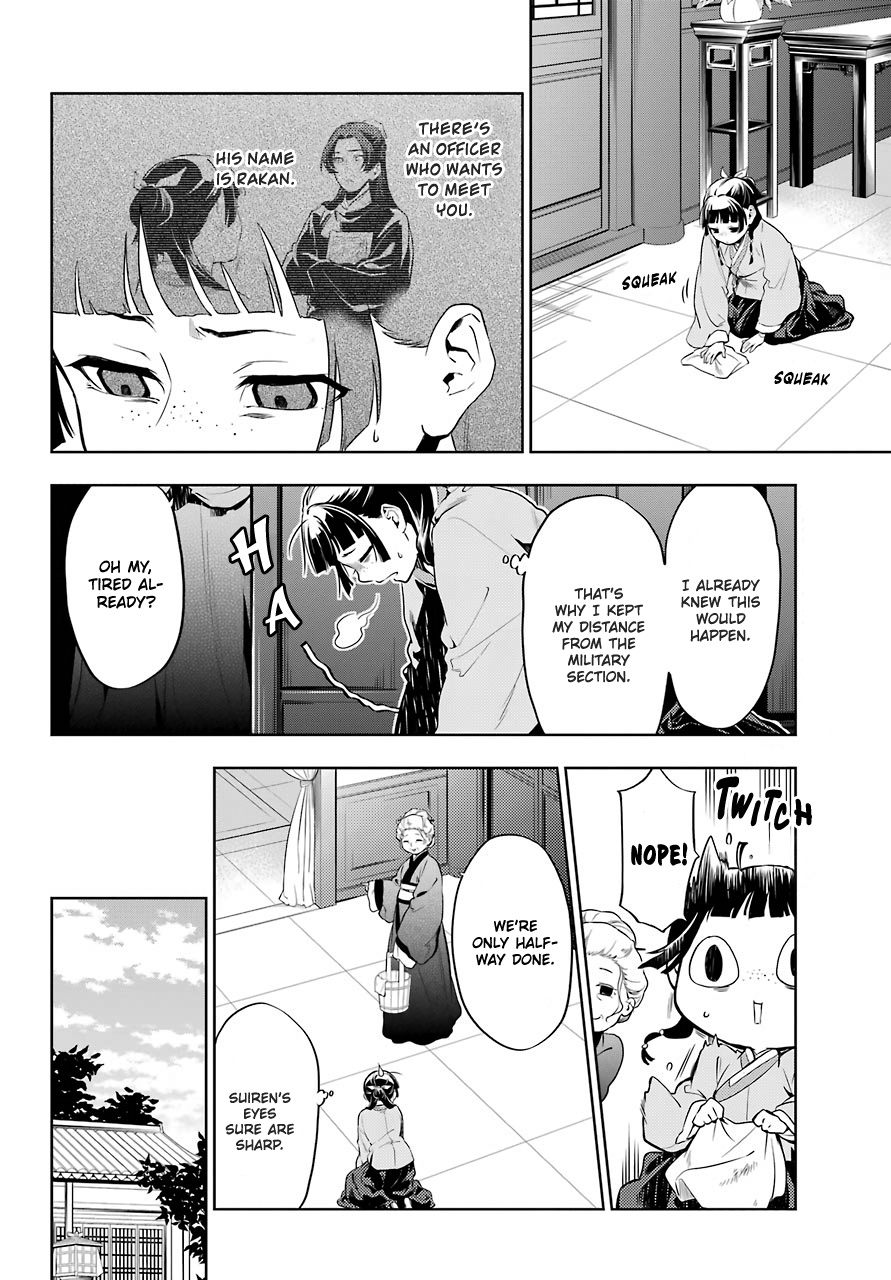 SQUEAK
SQUEAK
THERE'S
AN OFFICER
WHO WANTS
TO MEET
YOU.
HIS NAME
IS RAKAN.
I ALREADY
KNEW THIS
WOULD
HAPPEN.
THAT'S
WHY I KEPT
MY DISTANCE
FROM THE
MILITARY
SECTION.
HA
OH MY,
TIRED AL-
READY?
TWITCH
NOPE!
WE'RE
ONLY HALF-
WAY DONE.
SUIREN'S
EYES
SURE ARE
SHARP.